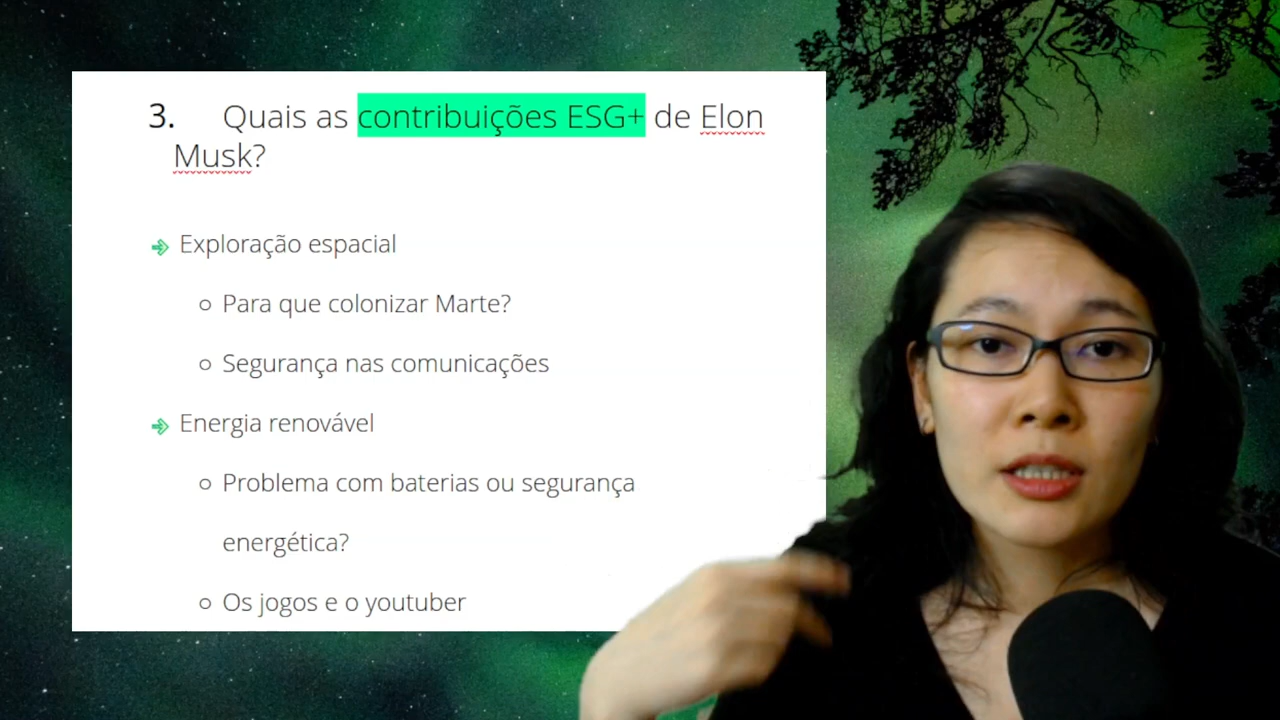 3. Quais as contribuições ESG+ de Elon
Musk?
Exploração espacial
Para que colonizar Marte?
Segurança nas comunicações
Energia renovável
Problema com baterias ou segurança
energética?
Os jogos e o youtuber